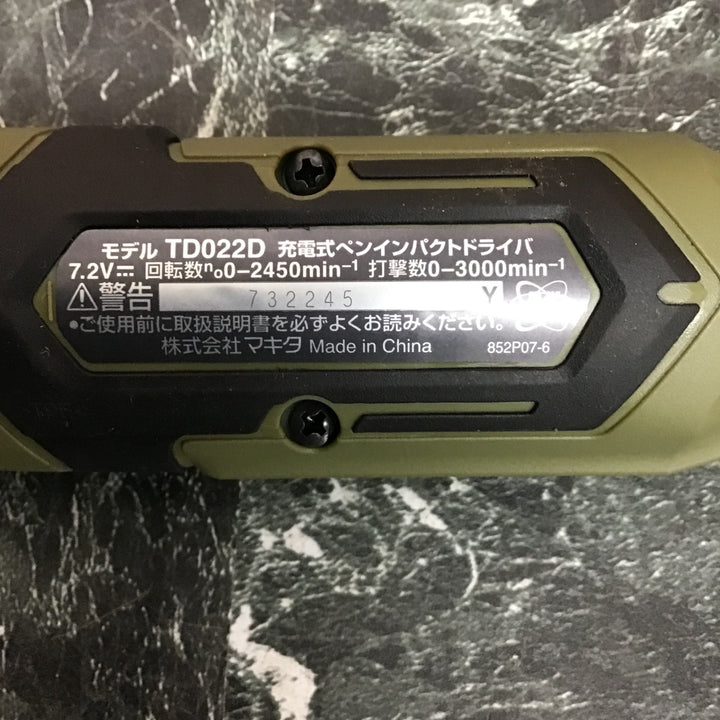 モデル TD022D 充電式ペンインパクトドライバ
7.2V⎓ 回転数n₀0–2450min⁻¹ 打撃数0–3000min⁻¹
⚠警告 732245 Y
•ご使用前に取扱説明書を必ずよくお読みください。
株式会社マキタ Made in China 852P07-6